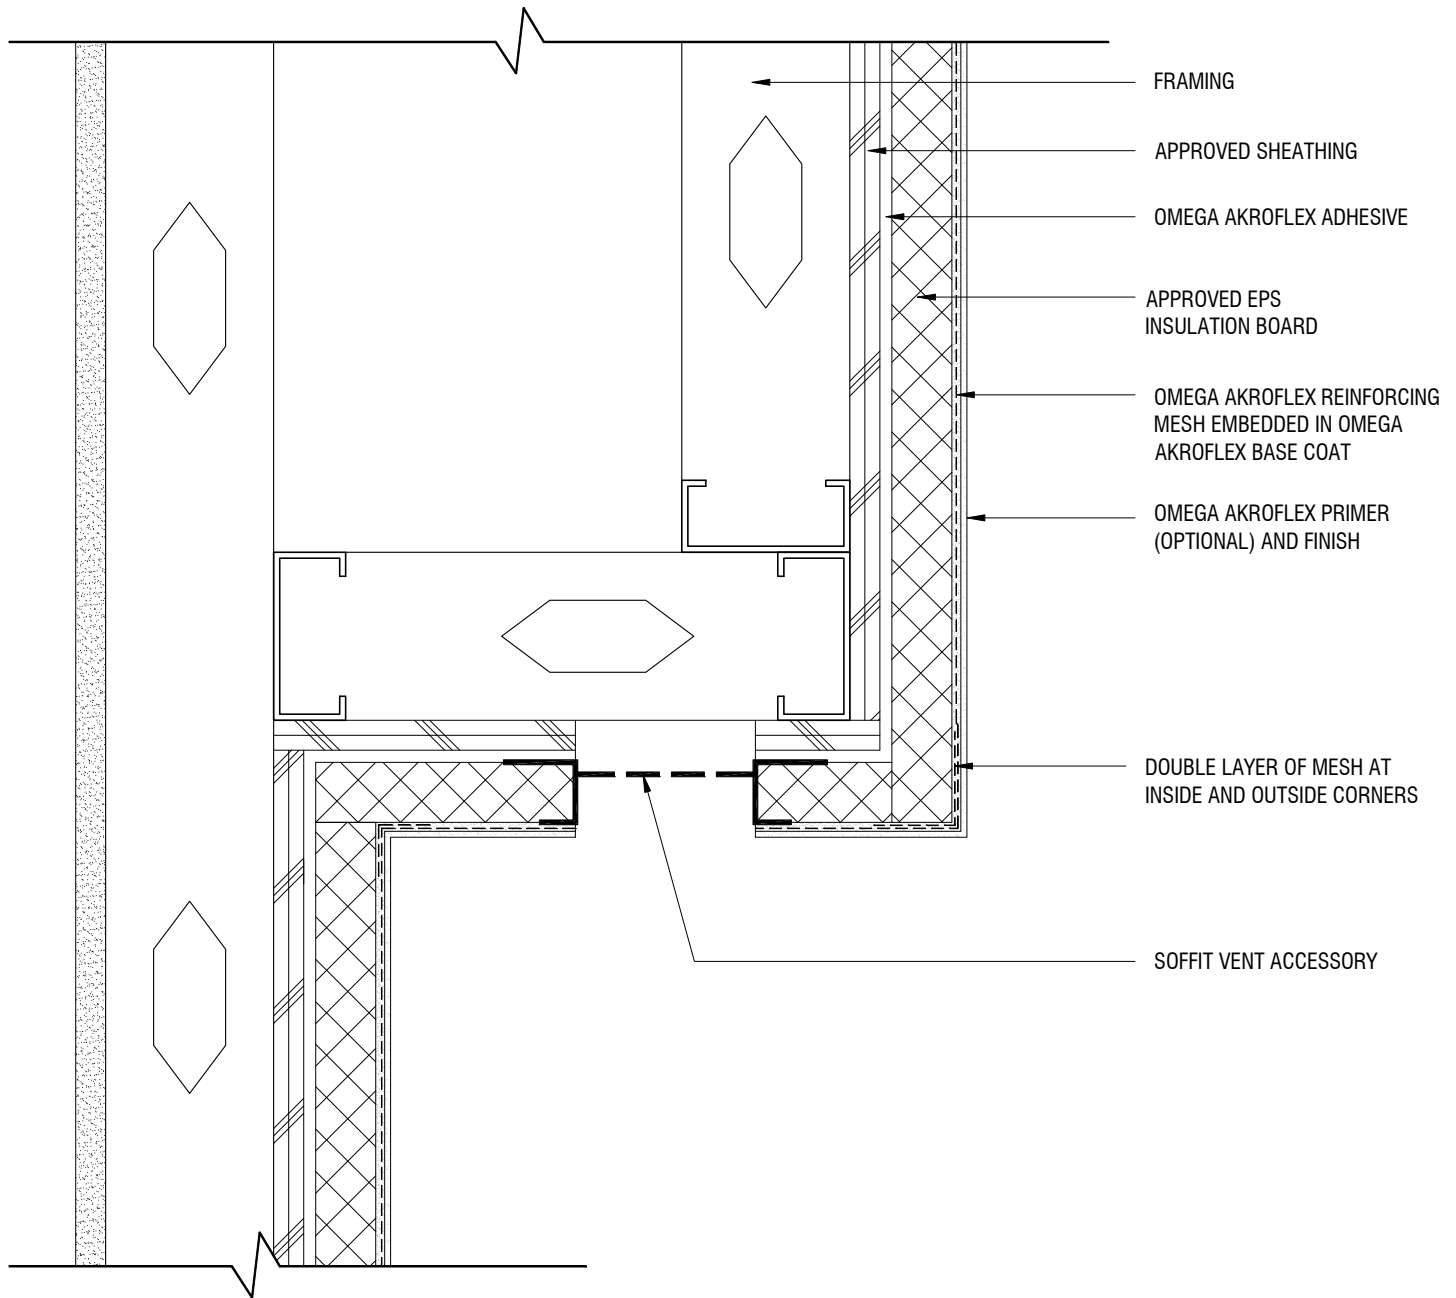 FRAMING
APPROVED SHEATHING
OMEGA AKROFLEX ADHESIVE
APPROVED EPS
INSULATION BOARD
OMEGA AKROFLEX REINFORCING
MESH EMBEDDED IN OMEGA
AKROFLEX BASE COAT
OMEGA AKROFLEX PRIMER
(OPTIONAL) AND FINISH
DOUBLE LAYER OF MESH AT
INSIDE AND OUTSIDE CORNERS
SOFFIT VENT ACCESSORY